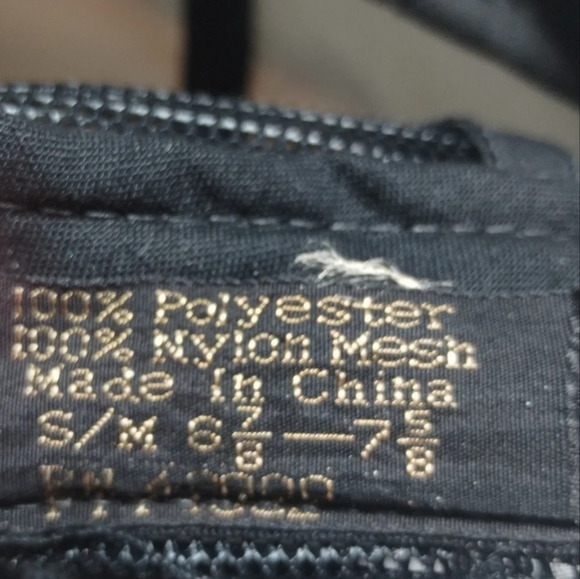 100% Polyester
100% Nylon Mesh
Made In China
S/M 6 7/8 — 7 5/8